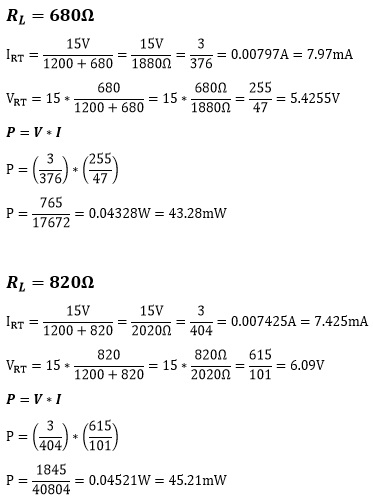 R_L = 680Ω
I_RT = 15V/(1200 + 680) = 15V/1880Ω = 3/376 = 0.00797A = 7.97mA
V_RT = 15 * 680/(1200 + 680) = 15 * 680Ω/1880Ω = 255/47 = 5.4255V
P = V * I
P = (3/376) * (255/47)
P = 765/17672 = 0.04328W = 43.28mW
R_L = 820Ω
I_RT = 15V/(1200 + 820) = 15V/2020Ω = 3/404 = 0.007425A = 7.425mA
V_RT = 15 * 820/(1200 + 820) = 15 * 820Ω/2020Ω = 615/101 = 6.09V
P = V * I
P = (3/404) * (615/101)
P = 1845/40804 = 0.04521W = 45.21mW